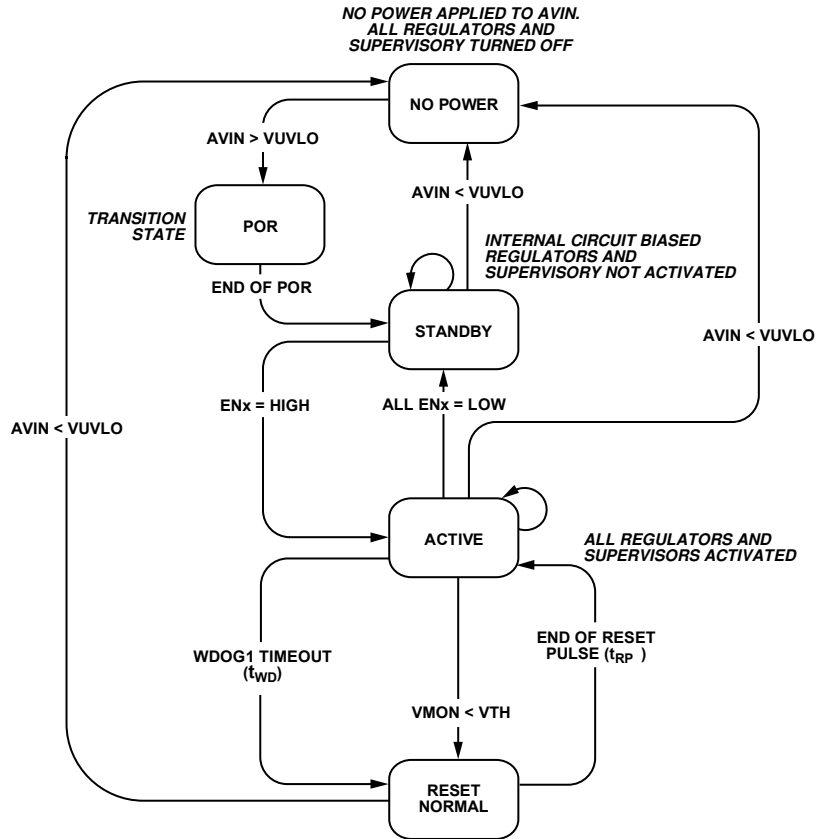 NO POWER APPLIED TO AVIN.
ALL REGULATORS AND
SUPERVISORY TURNED OFF
NO POWER
AVIN > VUVLO
AVIN < VUVLO
TRANSITION
STATE
POR
INTERNAL CIRCUIT BIASED
REGULATORS AND
SUPERVISORY NOT ACTIVATED
END OF POR
STANDBY
AVIN < VUVLO
ENx = HIGH
ALL ENx = LOW
AVIN < VUVLO
ACTIVE
ALL REGULATORS AND
SUPERVISORS ACTIVATED
WDOG1 TIMEOUT
(tWD)
END OF RESET
PULSE (tRP )
VMON < VTH
RESET
NORMAL